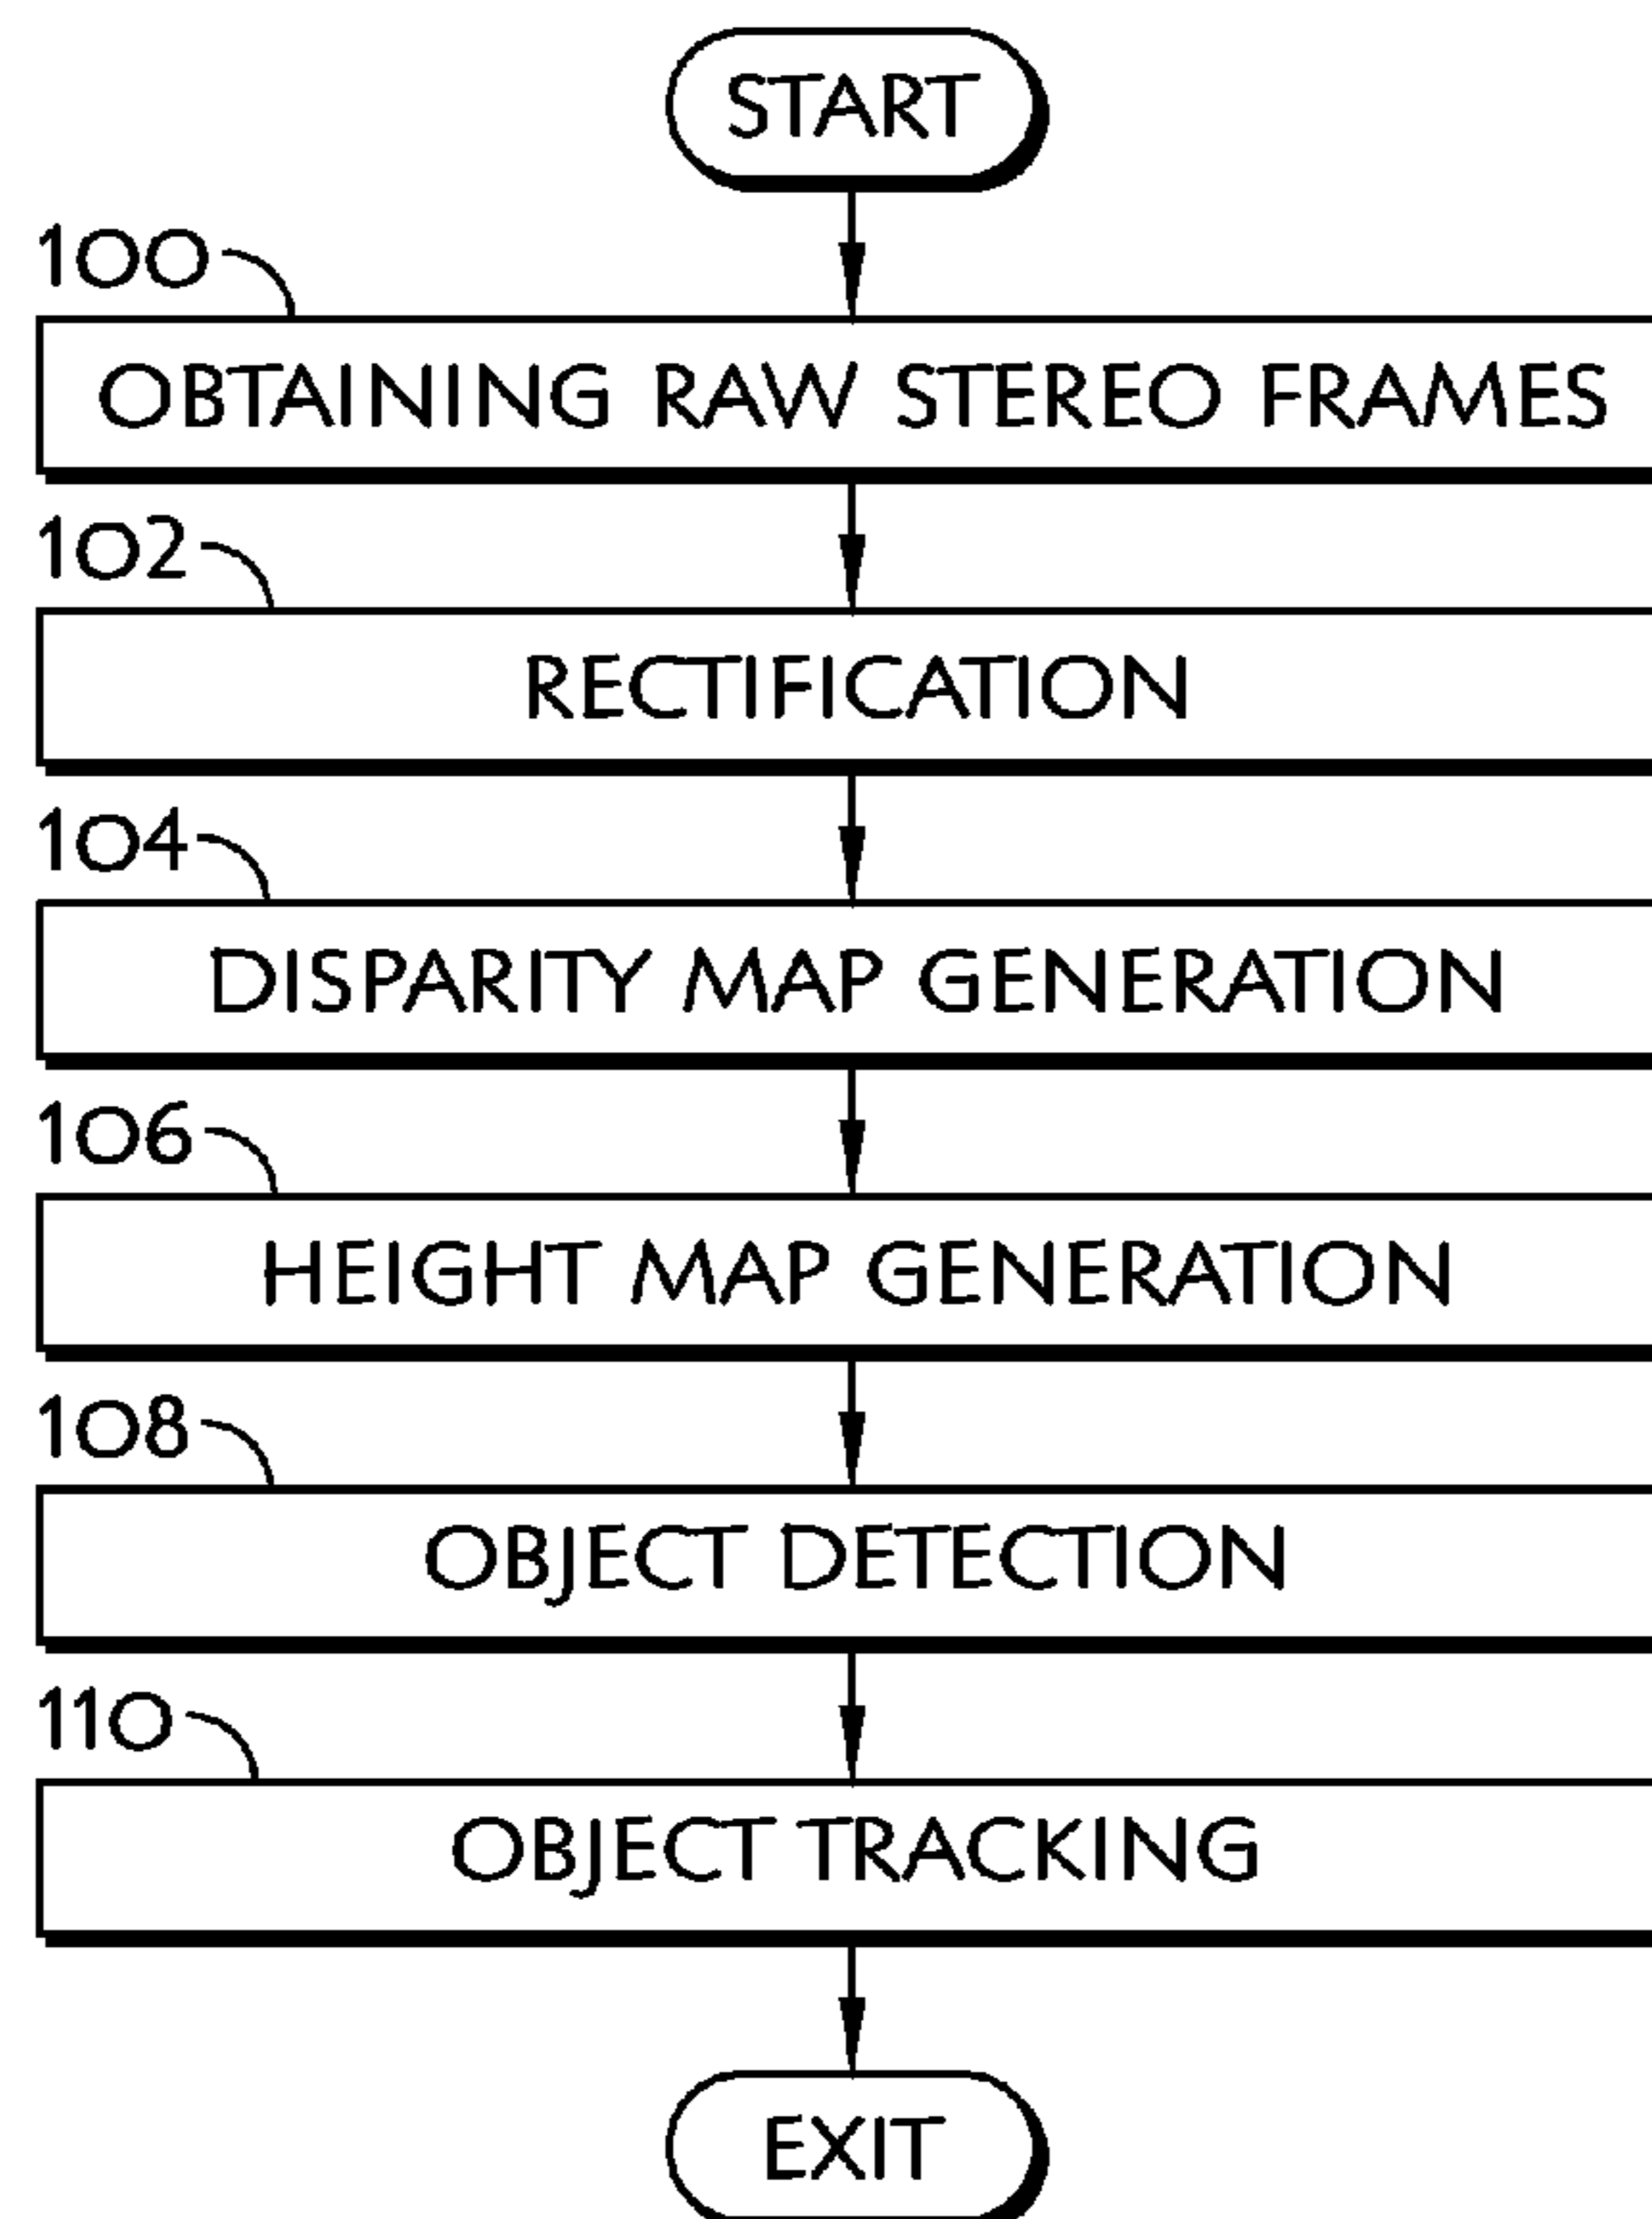 START
100
OBTAINING RAW STEREO FRAMES
102
RECTIFICATION
104
DISPARITY MAP GENERATION
106
HEIGHT MAP GENERATION
108
OBJECT DETECTION
110
OBJECT TRACKING
EXIT